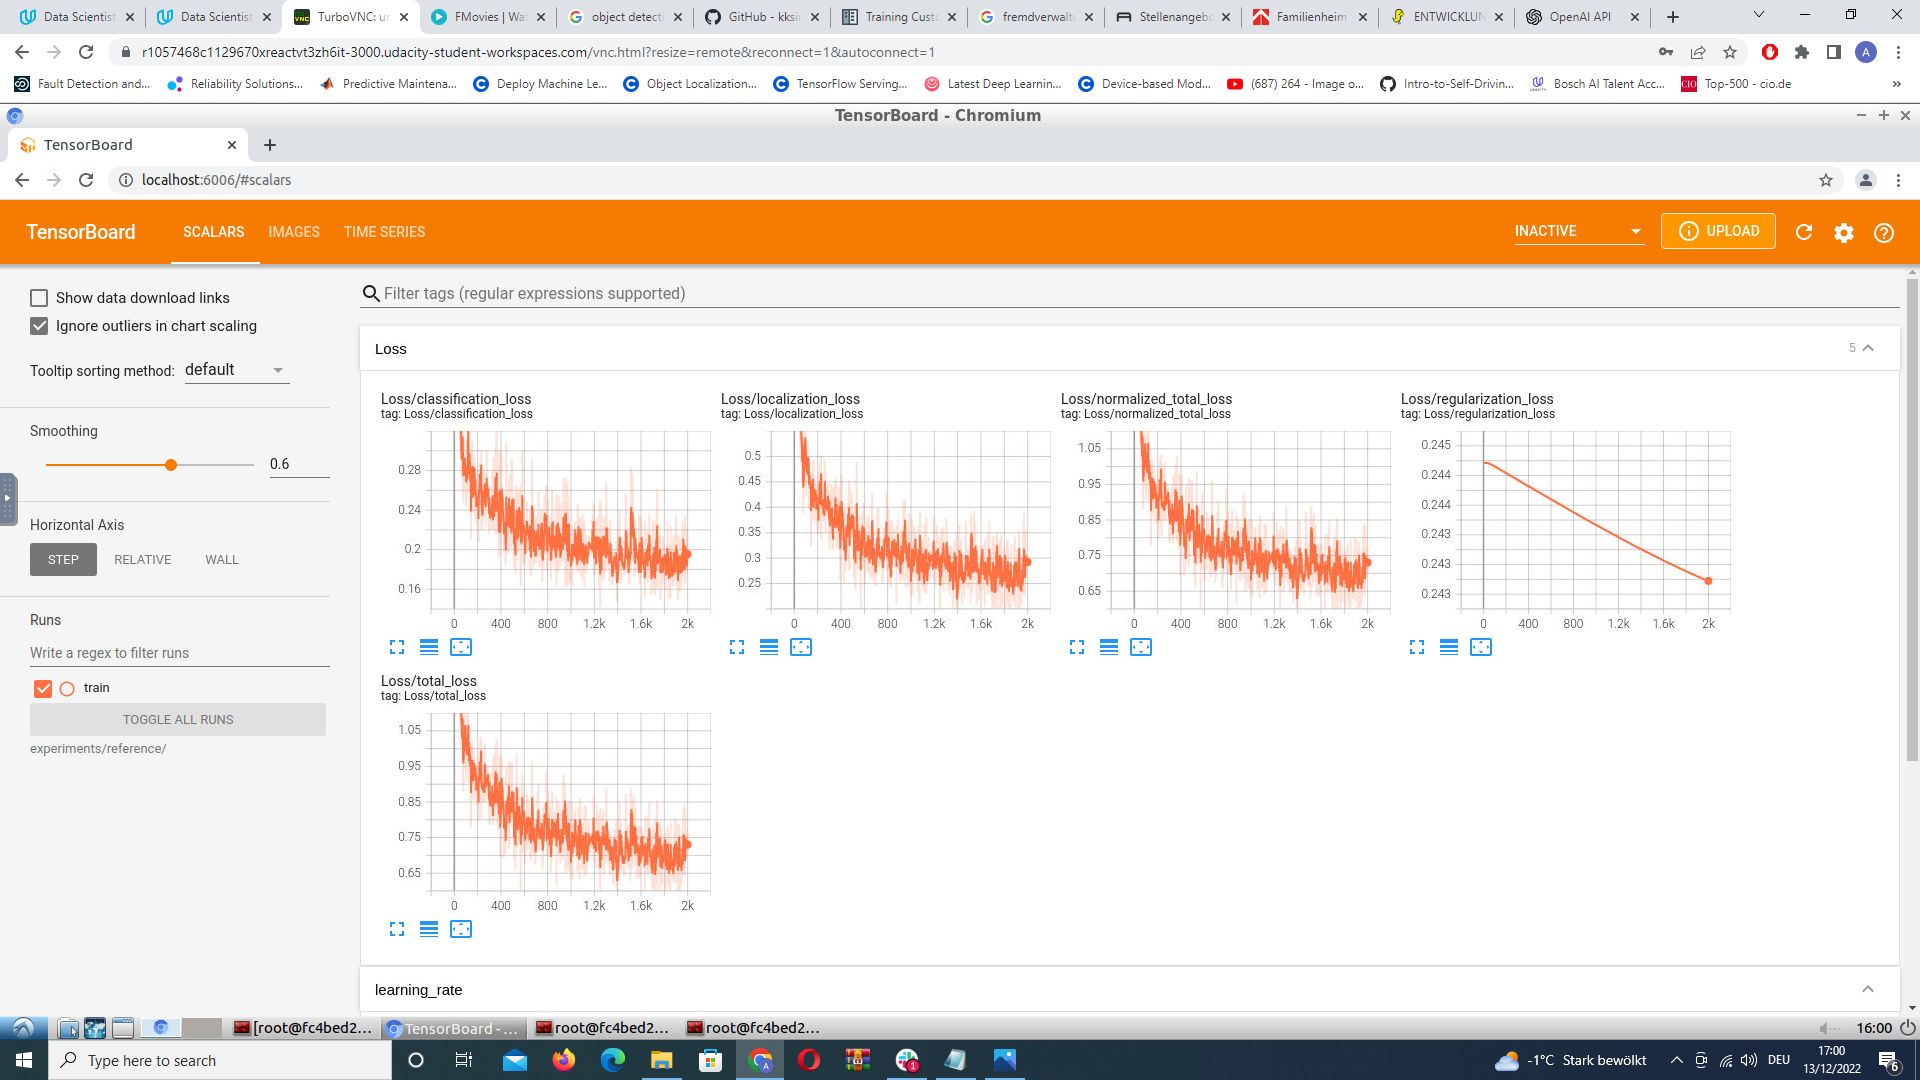 Data Scientist
Data Scientist
TurboVNC: un
FMovies | Wat
object detecti
GitHub - kksin
Training Custo
fremdverwaltu
Stellenangebo
Familienheim
ENTWICKLUN
OpenAI API
r1057468c1129670xreactvt3zh6it-3000.udacity-student-workspaces.com/vnc.html?resize=remote&reconnect=1&autoconnect=1
A
Fault Detection and...
Reliability Solutions...
Predictive Maintena...
Deploy Machine Le...
Object Localization...
TensorFlow Serving...
Latest Deep Learnin...
Device-based Mod...
(687) 264 - Image o...
Intro-to-Self-Drivin...
Bosch AI Talent Acc...
Top-500 - cio.de
TensorBoard - Chromium
TensorBoard
localhost:6006/#scalars
TensorBoard
SCALARS
IMAGES
TIME SERIES
INACTIVE
UPLOAD
Show data download links
Ignore outliers in chart scaling
Tooltip sorting method:
default
Smoothing
0.6
Horizontal Axis
STEP
RELATIVE
WALL
Runs
Write a regex to filter runs
train
TOGGLE ALL RUNS
experiments/reference/
Filter tags (regular expressions supported)
Loss
5
Loss/classification_loss
tag: Loss/classification_loss
0.28
0.24
0.2
0.16
0 400 800 1.2k 1.6k 2k
Loss/localization_loss
tag: Loss/localization_loss
0.5
0.45
0.4
0.35
0.3
0.25
0 400 800 1.2k 1.6k 2k
Loss/normalized_total_loss
tag: Loss/normalized_total_loss
1.05
0.95
0.85
0.75
0.65
0 400 800 1.2k 1.6k 2k
Loss/regularization_loss
tag: Loss/regularization_loss
0.245
0.244
0.244
0.243
0.243
0.243
0 400 800 1.2k 1.6k 2k
Loss/total_loss
tag: Loss/total_loss
1.05
0.95
0.85
0.75
0.65
0 400 800 1.2k 1.6k 2k
learning_rate
[root@fc4bed2...
TensorBoard - ...
root@fc4bed2...
root@fc4bed2...
16:00
Type here to search
-1°C Stark bewölkt
DEU
17:00
13/12/2022
6